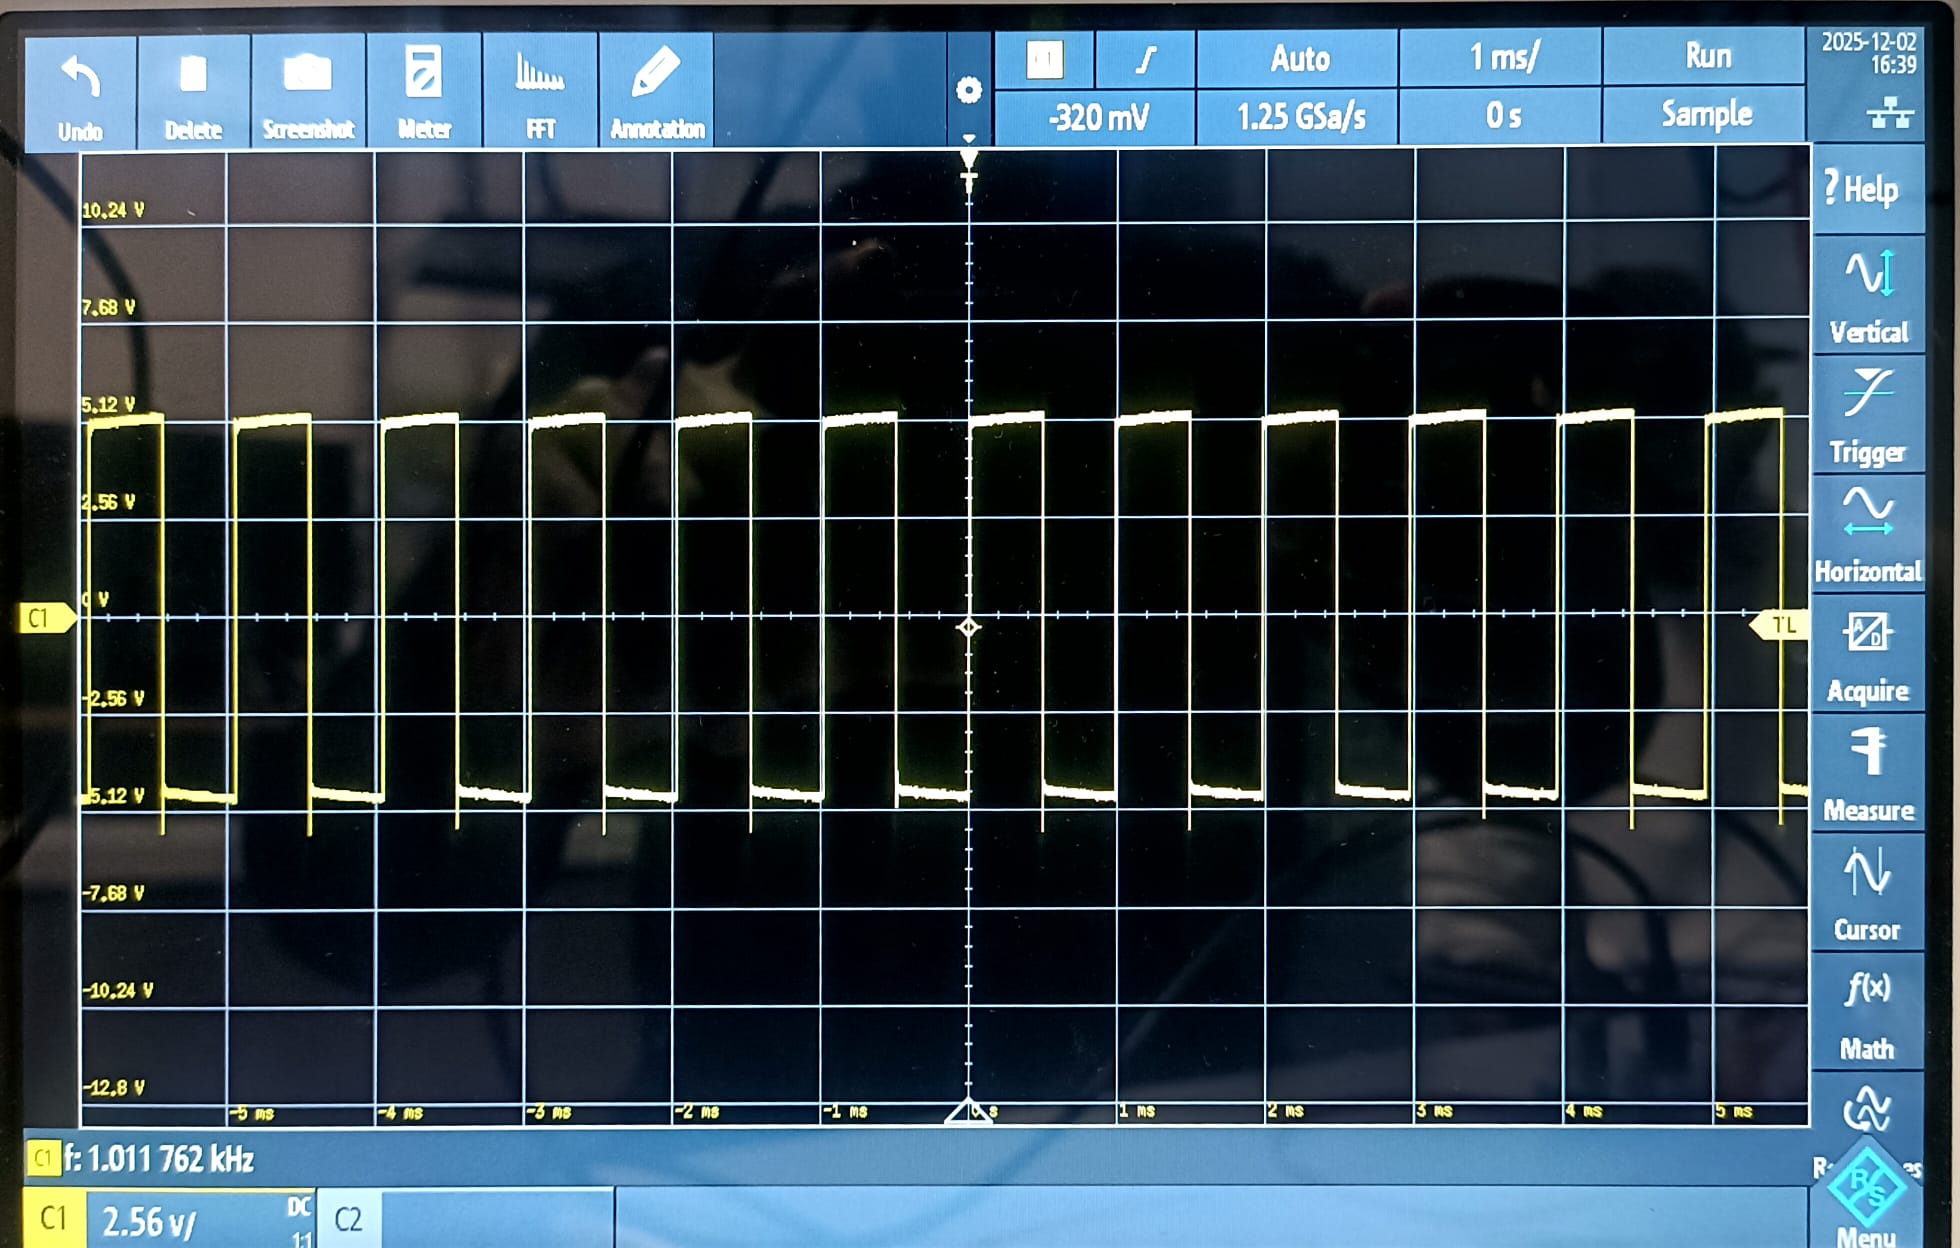 Undo
Delete
Screenshot
Meter
FFT
Annotation
Auto
1 ms/
Run
-320 mV
1.25 GSa/s
0 s
Sample
2025-12-02
16:39
? Help
Vertical
Trigger
Horizontal
Acquire
Measure
Cursor
f(x)
Math
Menu
10.24 V
7.68 V
5.12 V
2.56 V
0 V
-2.56 V
5.12 V
-7.68 V
-10.24 V
-12.8 V
C1
TL
T
A
D
-5 ms
-4 ms
-3 ms
-2 ms
-1 ms
0 s
1 ms
2 ms
3 ms
4 ms
5 ms
C1 f: 1.011 762 kHz
C1
2.56 V/
DC
1:1
C2
R S